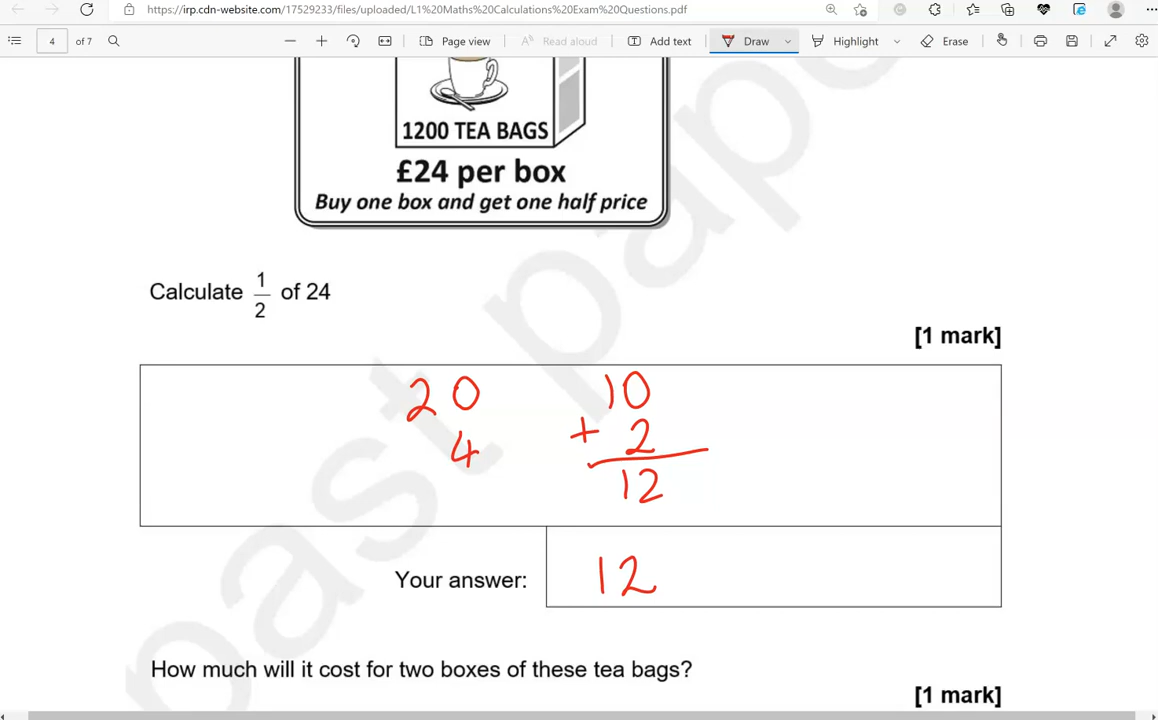 https://irp.cdn-website.com/17529233/files/uploaded/L1%20Maths%20Calculations%20Exam%20Questions.pdf
4 of 7 Page view Read aloud Add text Draw Highlight Erase
1200 TEA BAGS
£24 per box
Buy one box and get one half price
Calculate 1/2 of 24
[1 mark]
20 10
4 + 2
12
Your answer: 12
How much will it cost for two boxes of these tea bags?
[1 mark]
past paper